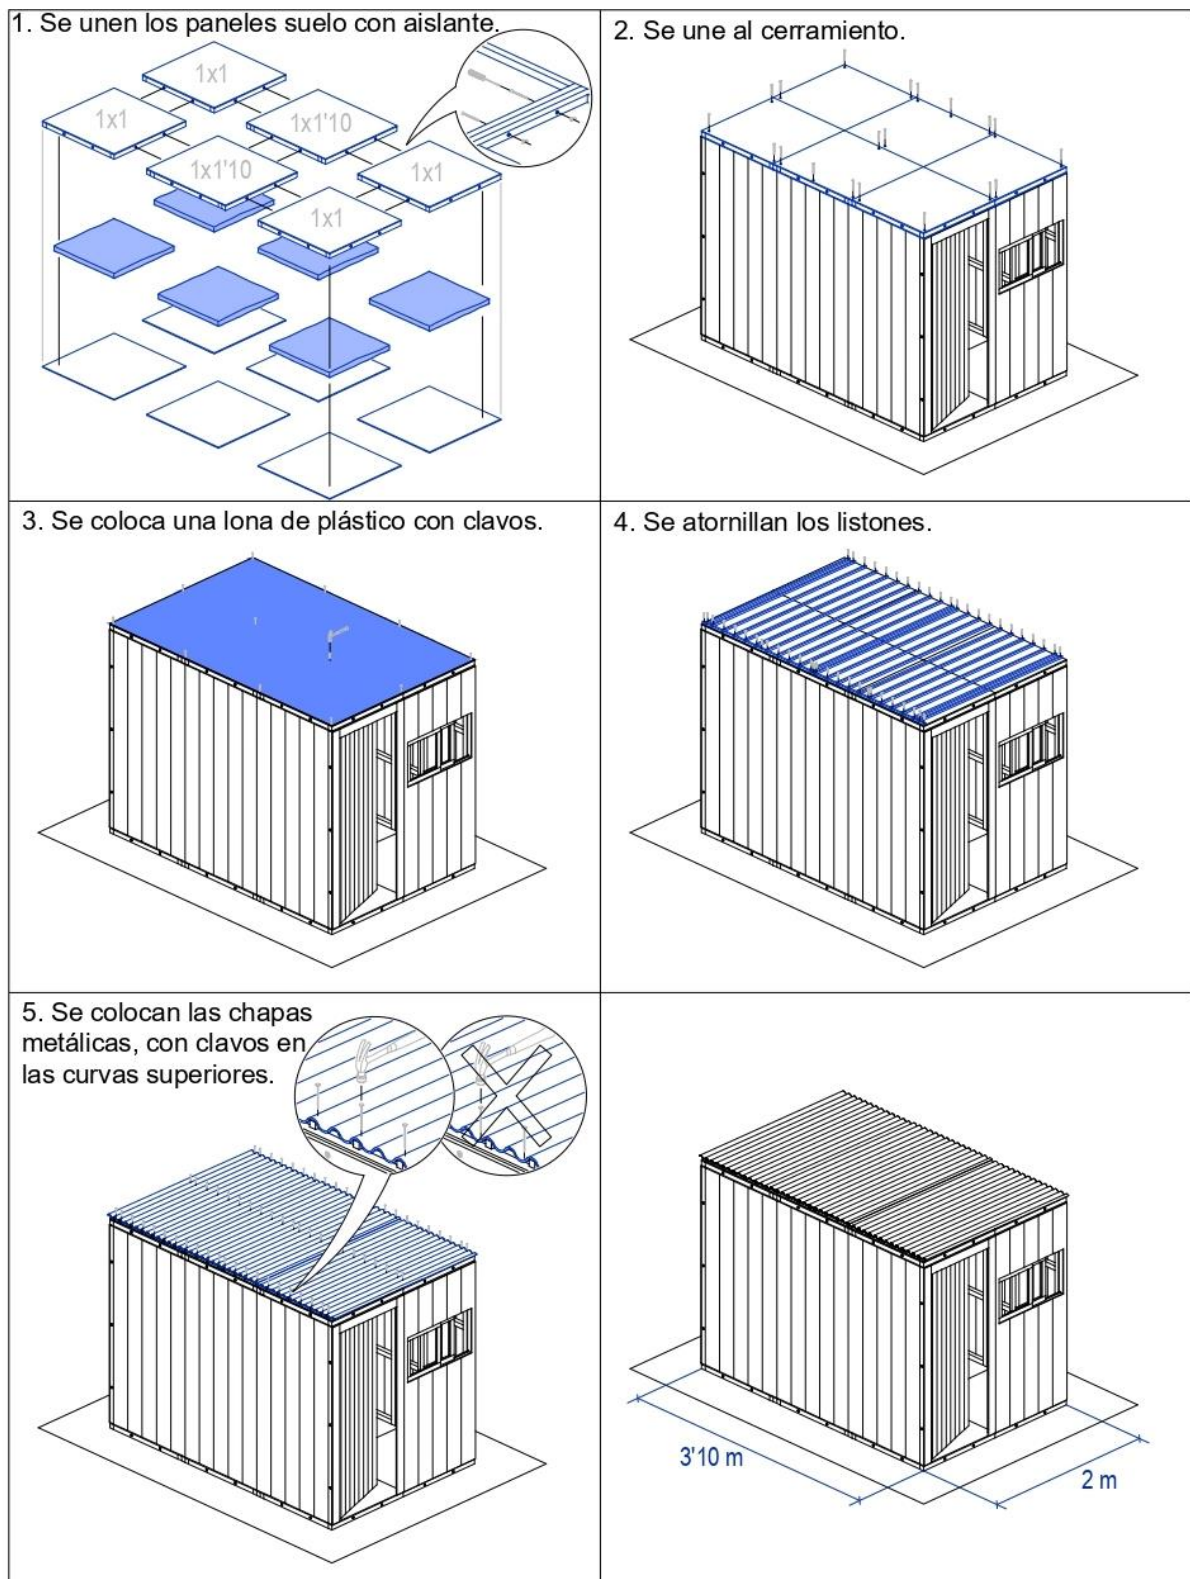 1. Se unen los paneles suelo con aislante.
1x1
1x1
1x1'10
1x1'10
1x1
1x1
2. Se une al cerramiento.
3. Se coloca una lona de plástico con clavos.
4. Se atornillan los listones.
5. Se colocan las chapas
metálicas, con clavos en
las curvas superiores.
3'10 m
2 m